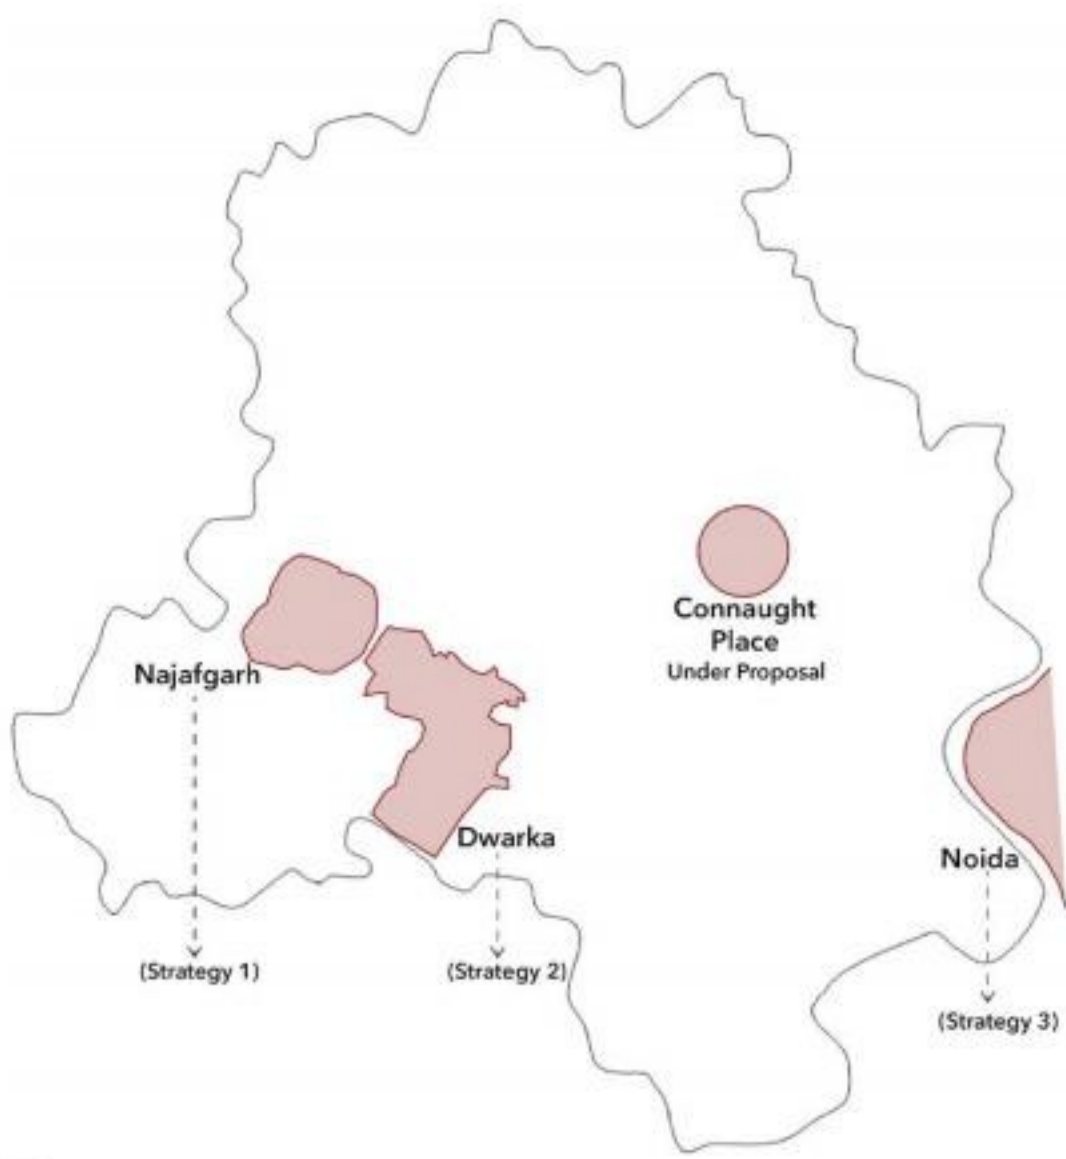 Connaught
Place
Under Proposal
Najafgarh
Dwarka
Noida
(Strategy 1)
(Strategy 2)
(Strategy 3)